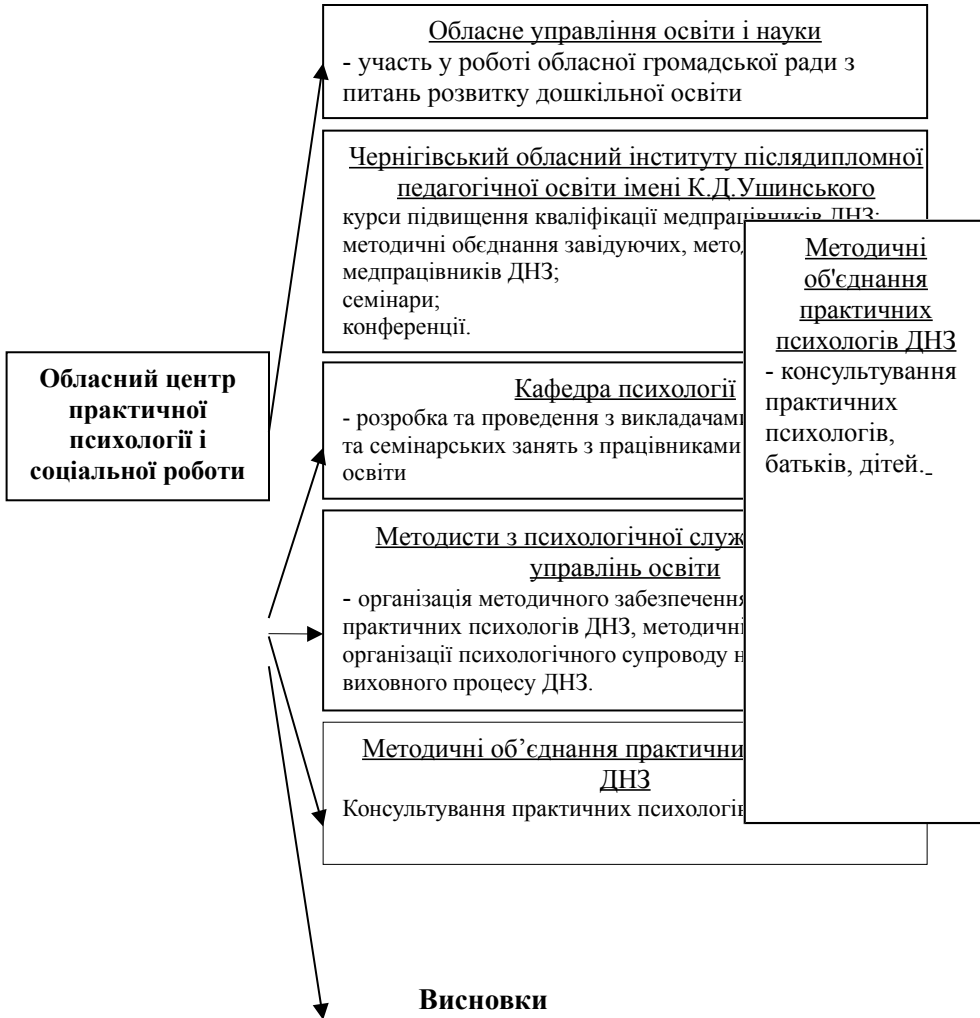 Обласне управління освіти і науки
- участь у роботі обласної громадської ради з
питань розвитку дошкільної освіти
Чернігівський обласний інституту післядипломної
педагогічної освіти імені К.Д.Ушинського
курси підвищення кваліфікації медпрацівників ДНЗ;
методичні обєднання завідуючих,
медпрацівників ДНЗ;
семінари;
конференції.
Обласний центр
практичної
психології і
соціальної роботи
Кафедра психології
- розробка та проведення з
та семінарських занять з працівниками
освіти
Методисти з психологічної
управлінь освіти
- організація методичного забезпечення
практичних психологів ДНЗ,
організації психологічного супроводу
виховного процесу ДНЗ.
Методичні об’єднання
ДНЗ
Консультування практичних
Методичні
об'єднання
практичних
психологів ДНЗ
- консультування
практичних
психологів,
батьків, дітей.
Висновки